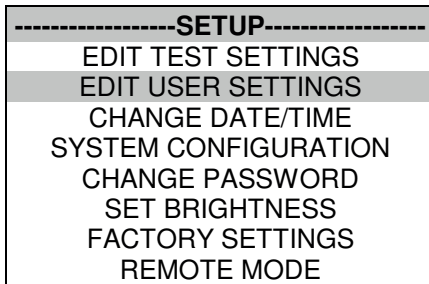 ------------------SETUP------------------
EDIT TEST SETTINGS
EDIT USER SETTINGS
CHANGE DATE/TIME
SYSTEM CONFIGURATION
CHANGE PASSWORD
SET BRIGHTNESS
FACTORY SETTINGS
REMOTE MODE